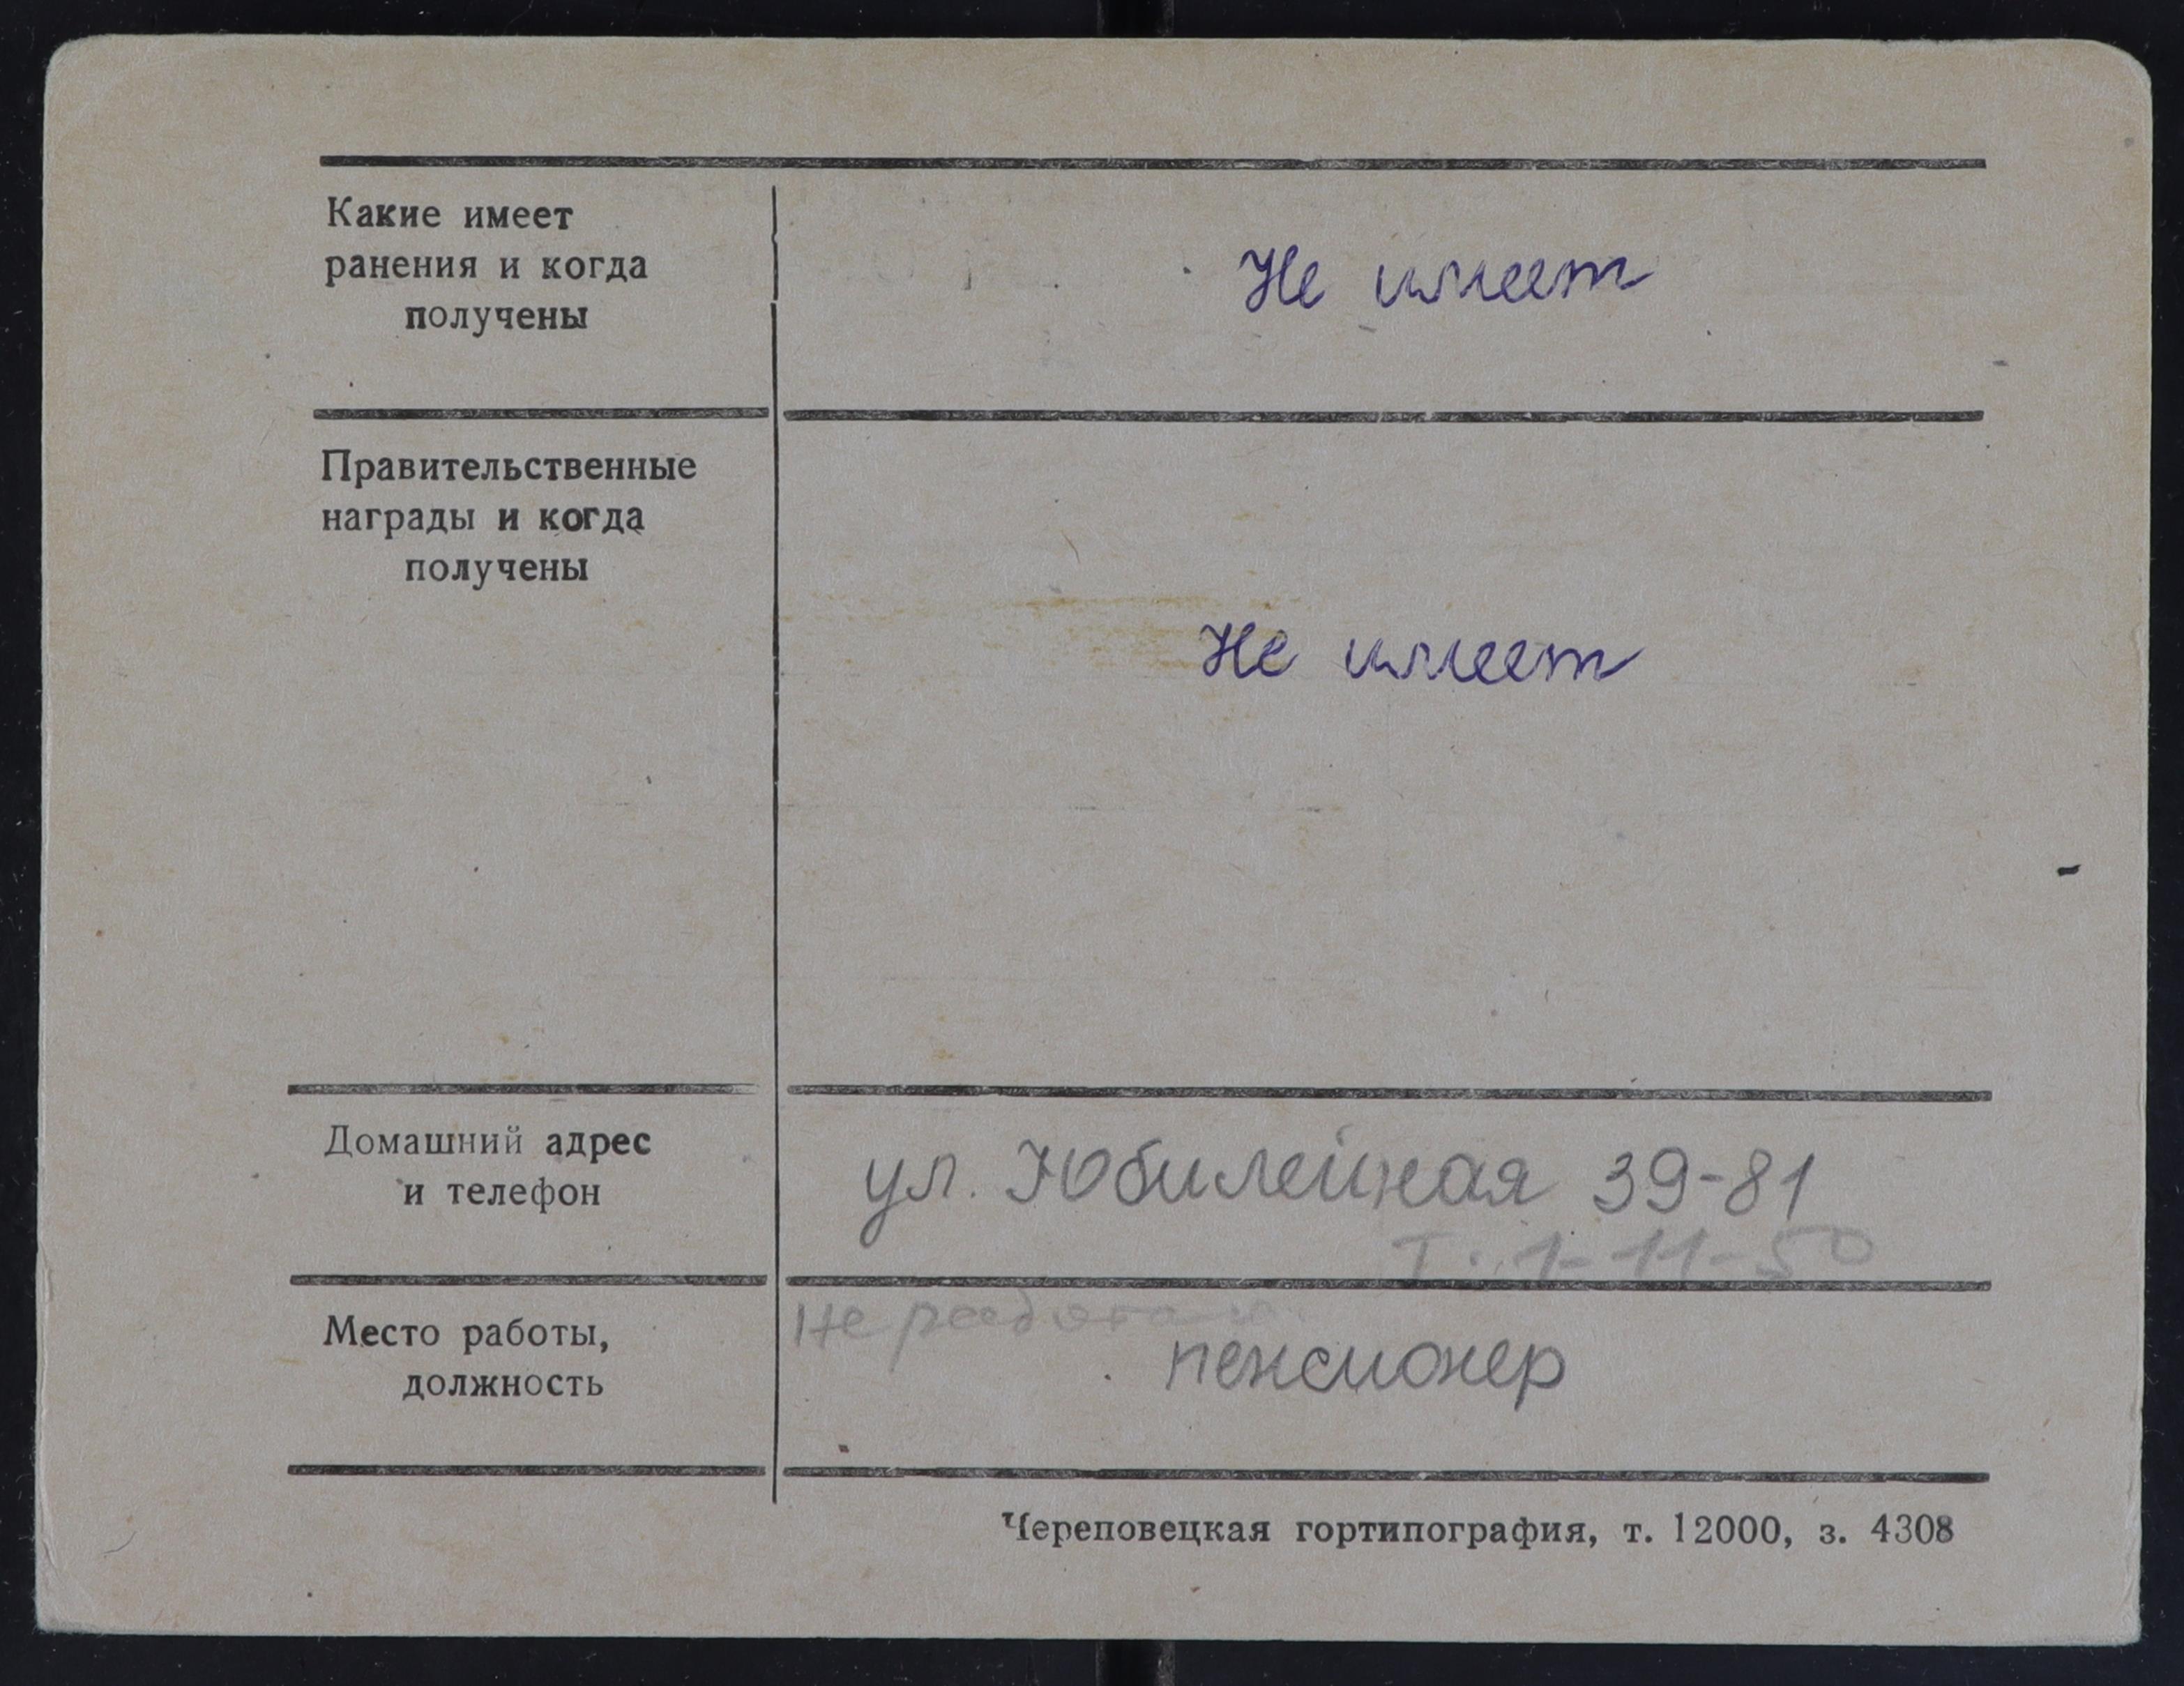 Какие имеет
ранения и когда
получены
Не имеет
Правительственные
награды и когда
получены
Не имеет
Домашний адрес
и телефон
ул. Юбилейная 39-81
т. 1-11-50
Место работы,
должность
Не
пенсионер
Череповецкая гортипография, т. 12000, з. 4308